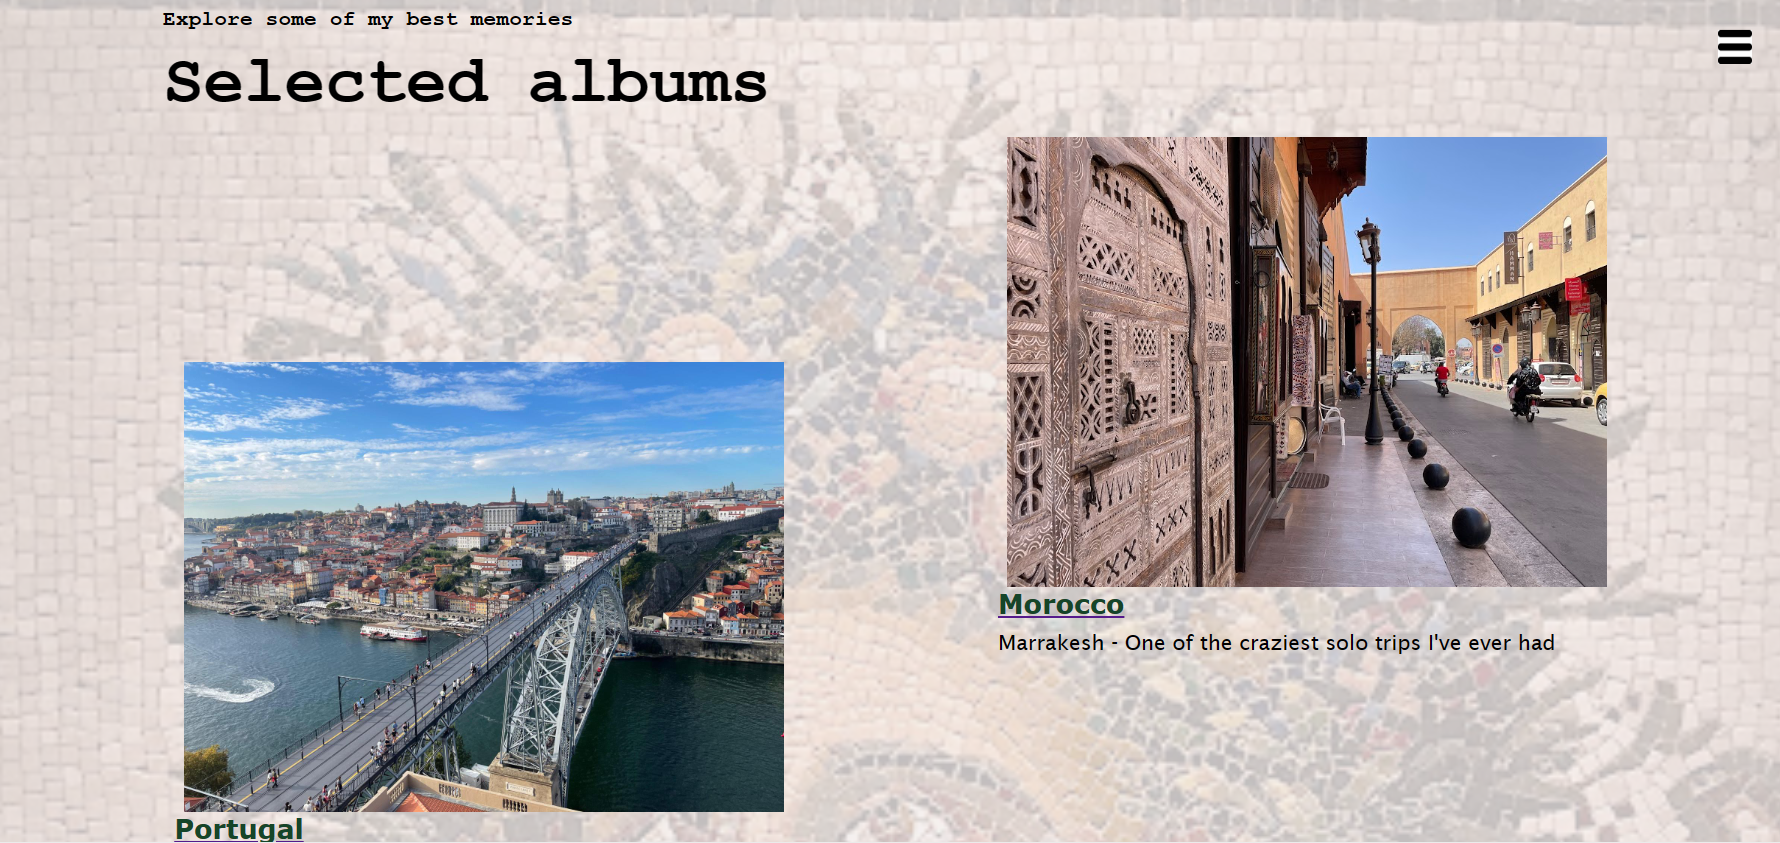 Explore some of my best memories
Selected albums
Morocco
Marrakesh - One of the craziest solo trips I've ever had
Portugal